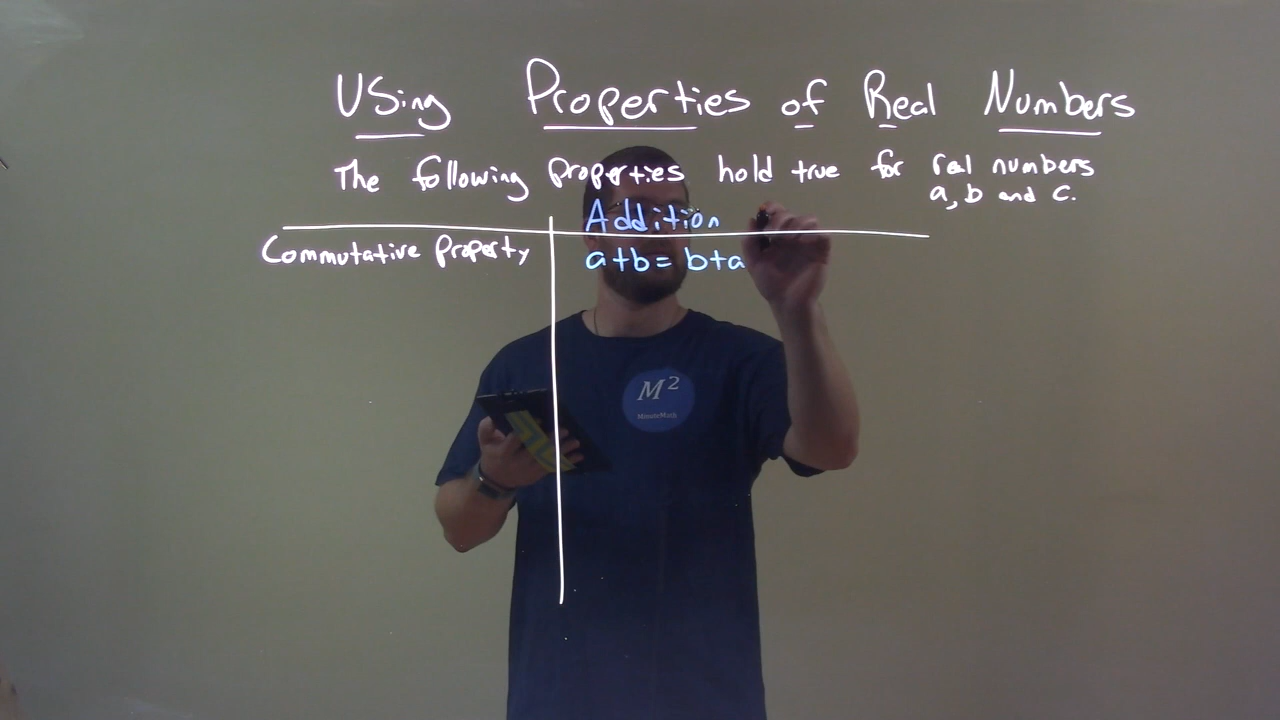 Using Properties of Real Numbers
The following properties hold true for real numbers
a, b and c.
Addition
Commutative Property
a+b = b+a
M²
MinuteMath